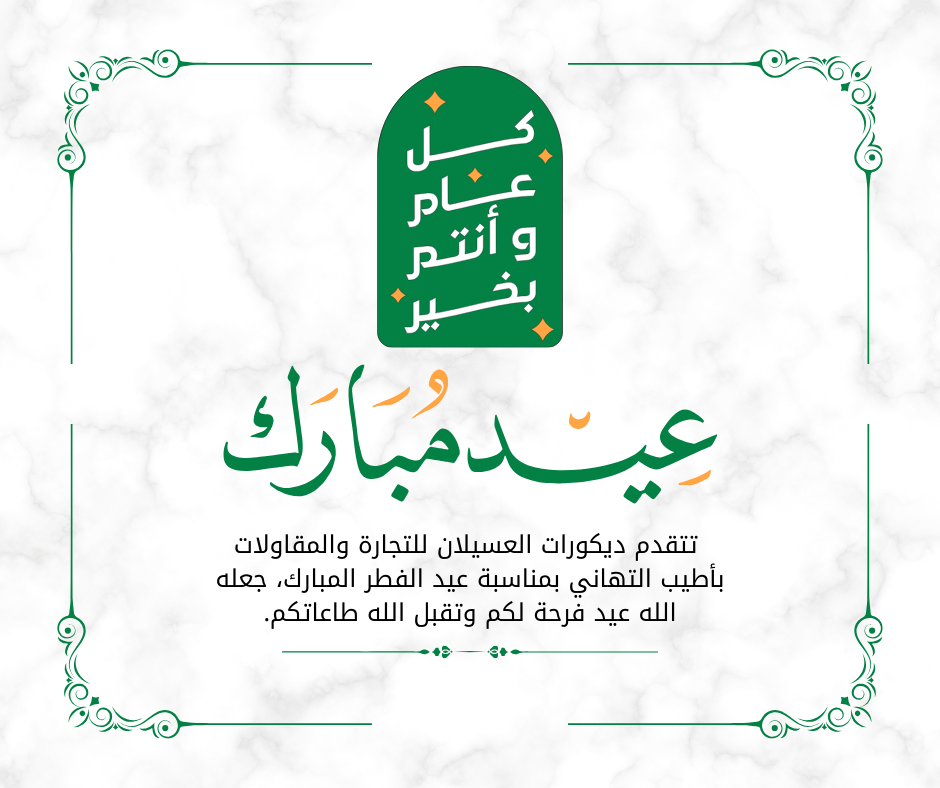 كل
عام
و أنتم
بخير
عِيد مُبَارَك
تتقدم ديكورات العسيلان للتجارة والمقاولات
بأطيب التهاني بمناسبة عيد الفطر المبارك، جعله
الله عيد فرحة لكم وتقبل الله طاعاتكم.